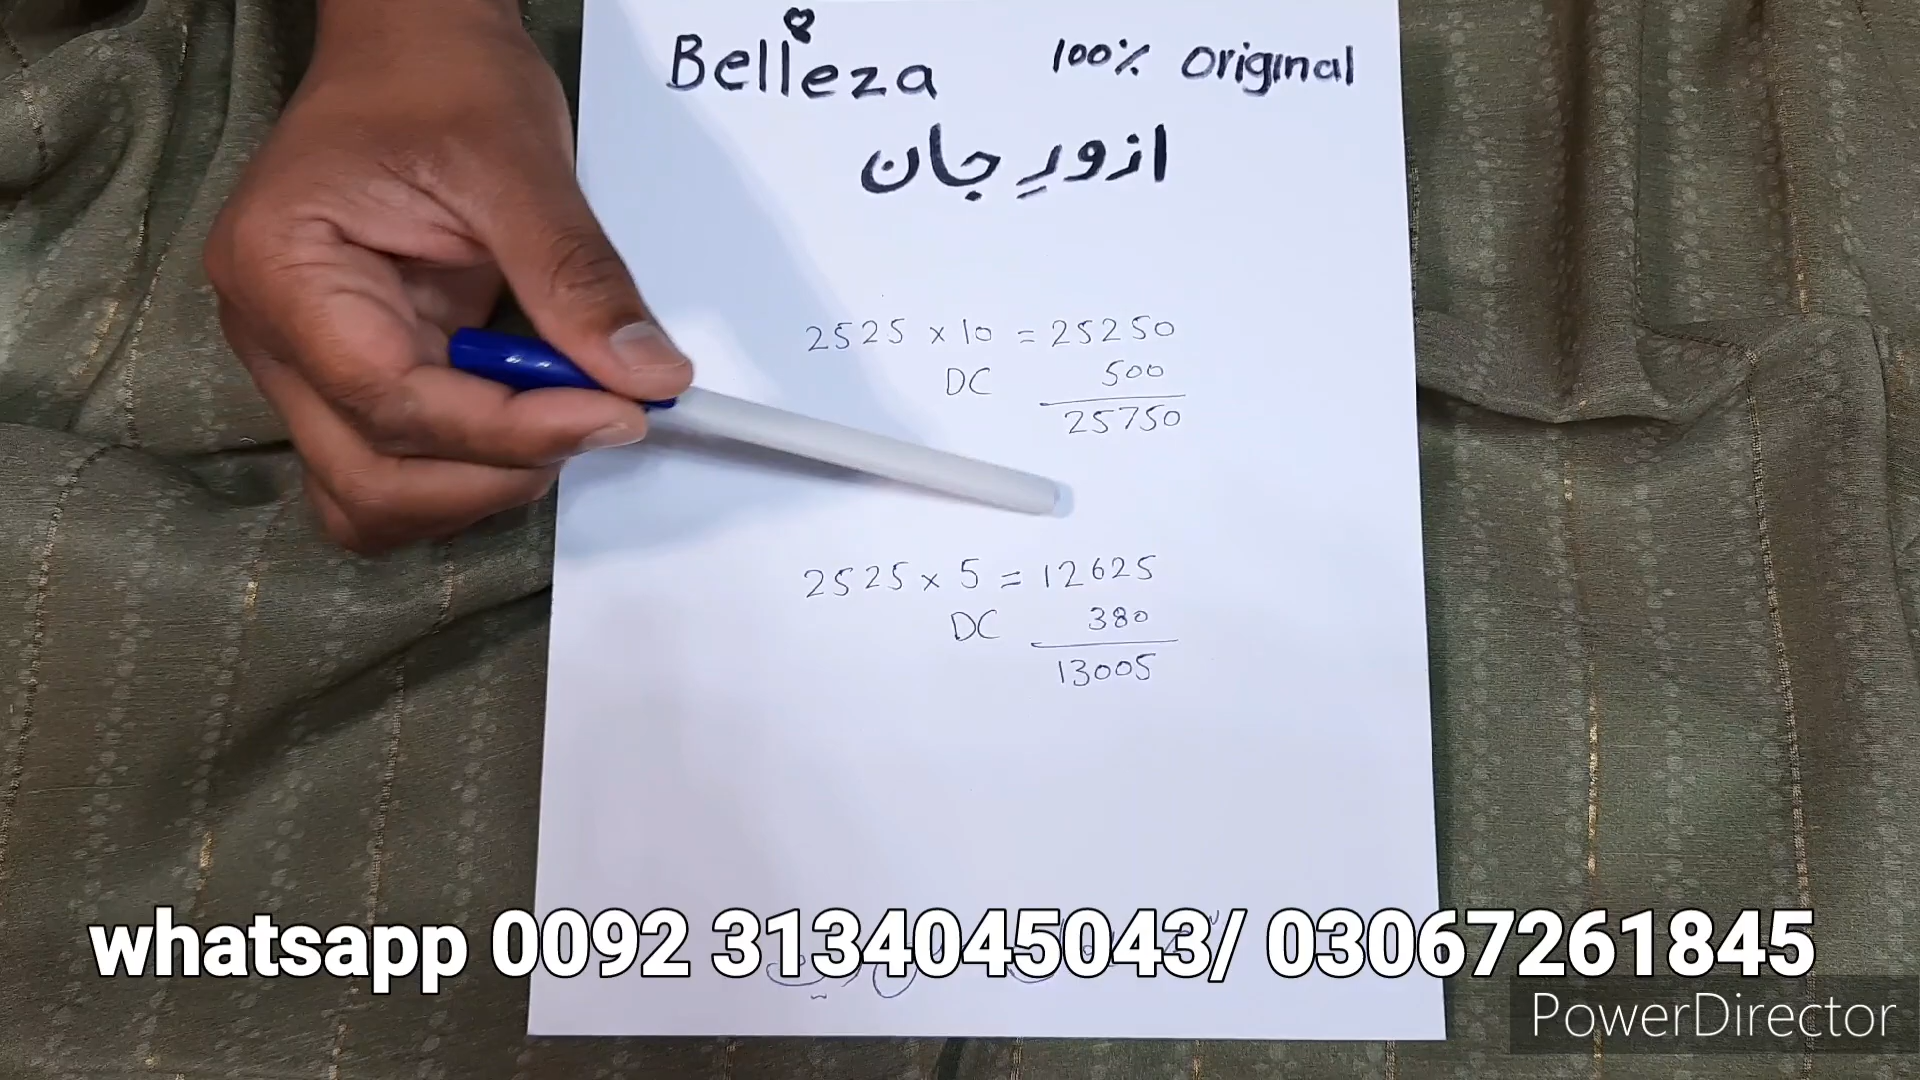 Belleza 100% Original
ازورِ جان
2525 × 10 = 25250
DC 500
25750
2525 × 5 = 12625
DC 380
13005
whatsapp 0092 3134045043/ 03067261845
PowerDirector